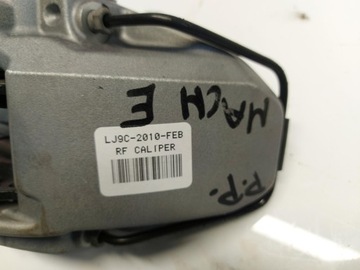 LJ9C-2010-FEB
RF CALIPER
MACH E
P.P.